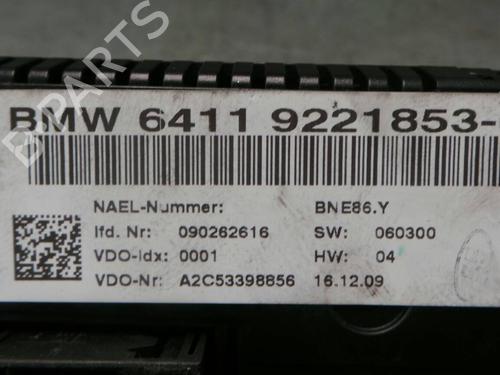 BPARTS
BMW 6411 9221853-
NAEL-Nummer: BNE86.Y
lfd. Nr: 090262616 SW: 060300
VDO-Idx: 0001 HW: 04
VDO-Nr: A2C53398856 16.12.09